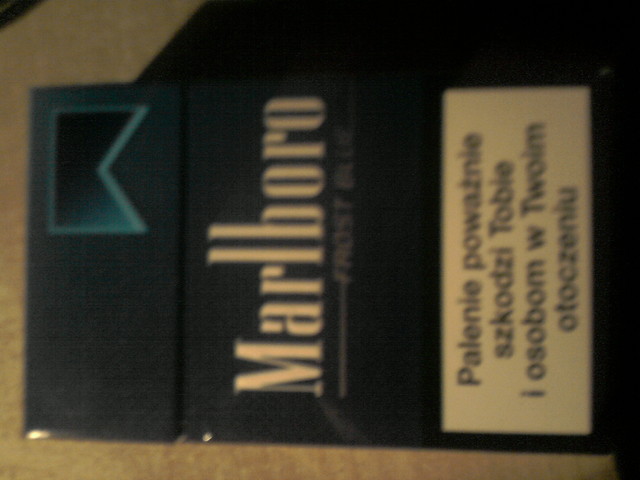 Marlboro
FROST BLUE
Palenie poważnie
szkodzi Tobie
i osobom w Twoim
otoczeniu